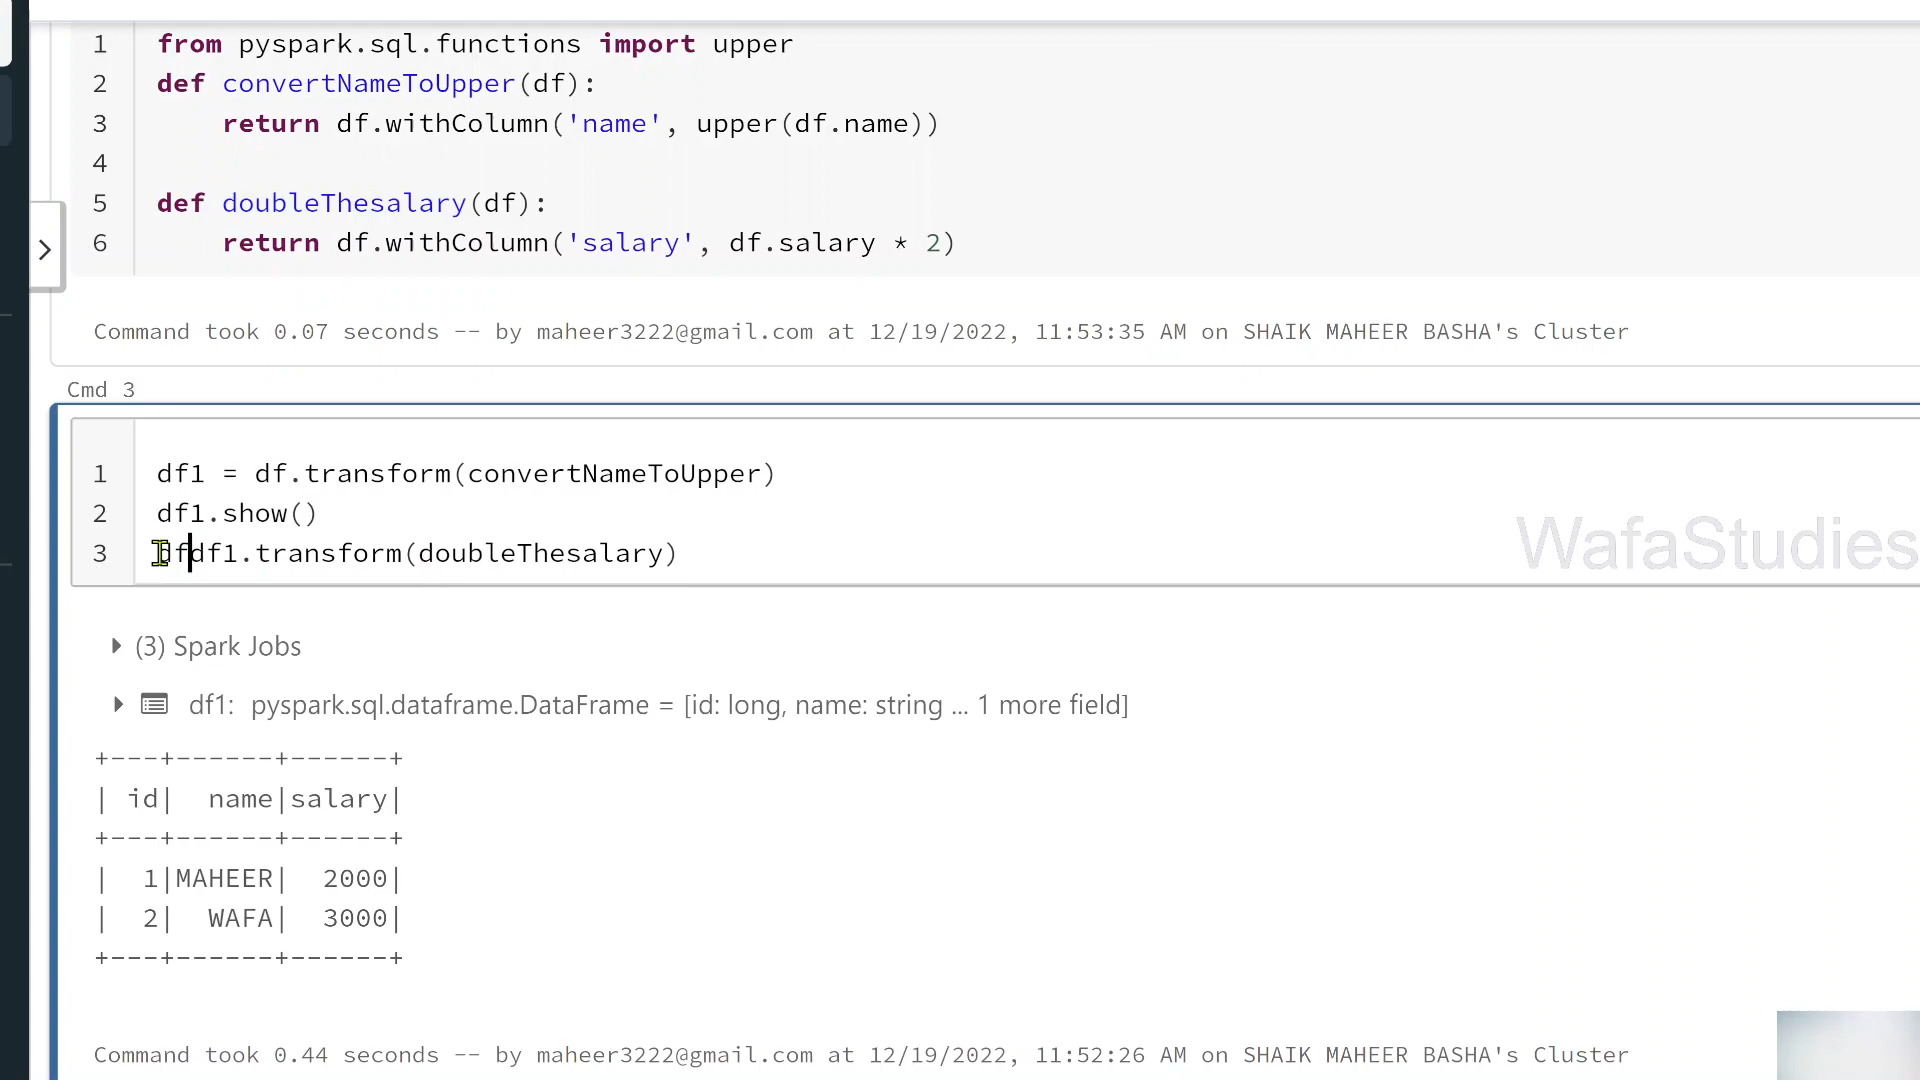 1 from pyspark.sql.functions import upper
2 def convertNameToUpper(df):
3     return df.withColumn('name', upper(df.name))
4
5 def doubleThesalary(df):
6     return df.withColumn('salary', df.salary * 2)
Command took 0.07 seconds -- by maheer3222@gmail.com at 12/19/2022, 11:53:35 AM on SHAIK MAHEER BASHA's Cluster
Cmd 3
1 df1 = df.transform(convertNameToUpper)
2 df1.show()
3 dfdf1.transform(doubleThesalary)
WafaStudies
(3) Spark Jobs
df1: pyspark.sql.dataframe.DataFrame = [id: long, name: string ... 1 more field]
+---+------+------+
| id|  name|salary|
+---+------+------+
|  1|MAHEER|  2000|
|  2|  WAFA|  3000|
+---+------+------+
Command took 0.44 seconds -- by maheer3222@gmail.com at 12/19/2022, 11:52:26 AM on SHAIK MAHEER BASHA's Cluster